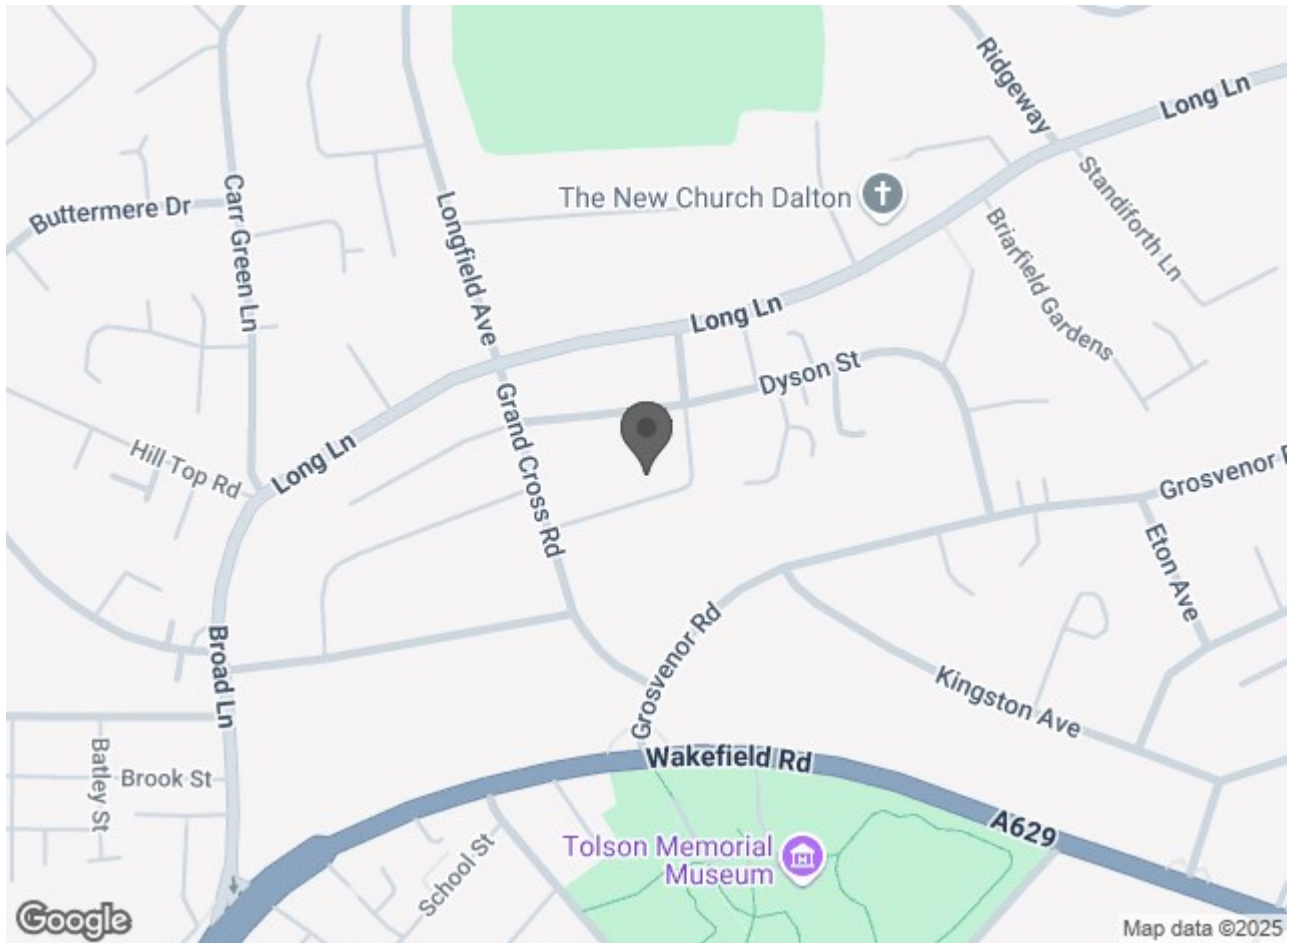 Ridgeway
Long Ln
Carr Green Ln
The New Church Dalton
Standiforth Ln
Buttermere Dr
Longfield Ave
Briarfield Gardens
Long Ln
Dyson St
Grand Cross Rd
Hill Top Rd
Long Ln
Grosvenor R
Eton Ave
Grosvenor Rd
Broad Ln
Kingston Ave
Wakefield Rd
Batley St
Brook St
A629
School St
Tolson Memorial
Museum
Google
Map data ©2025